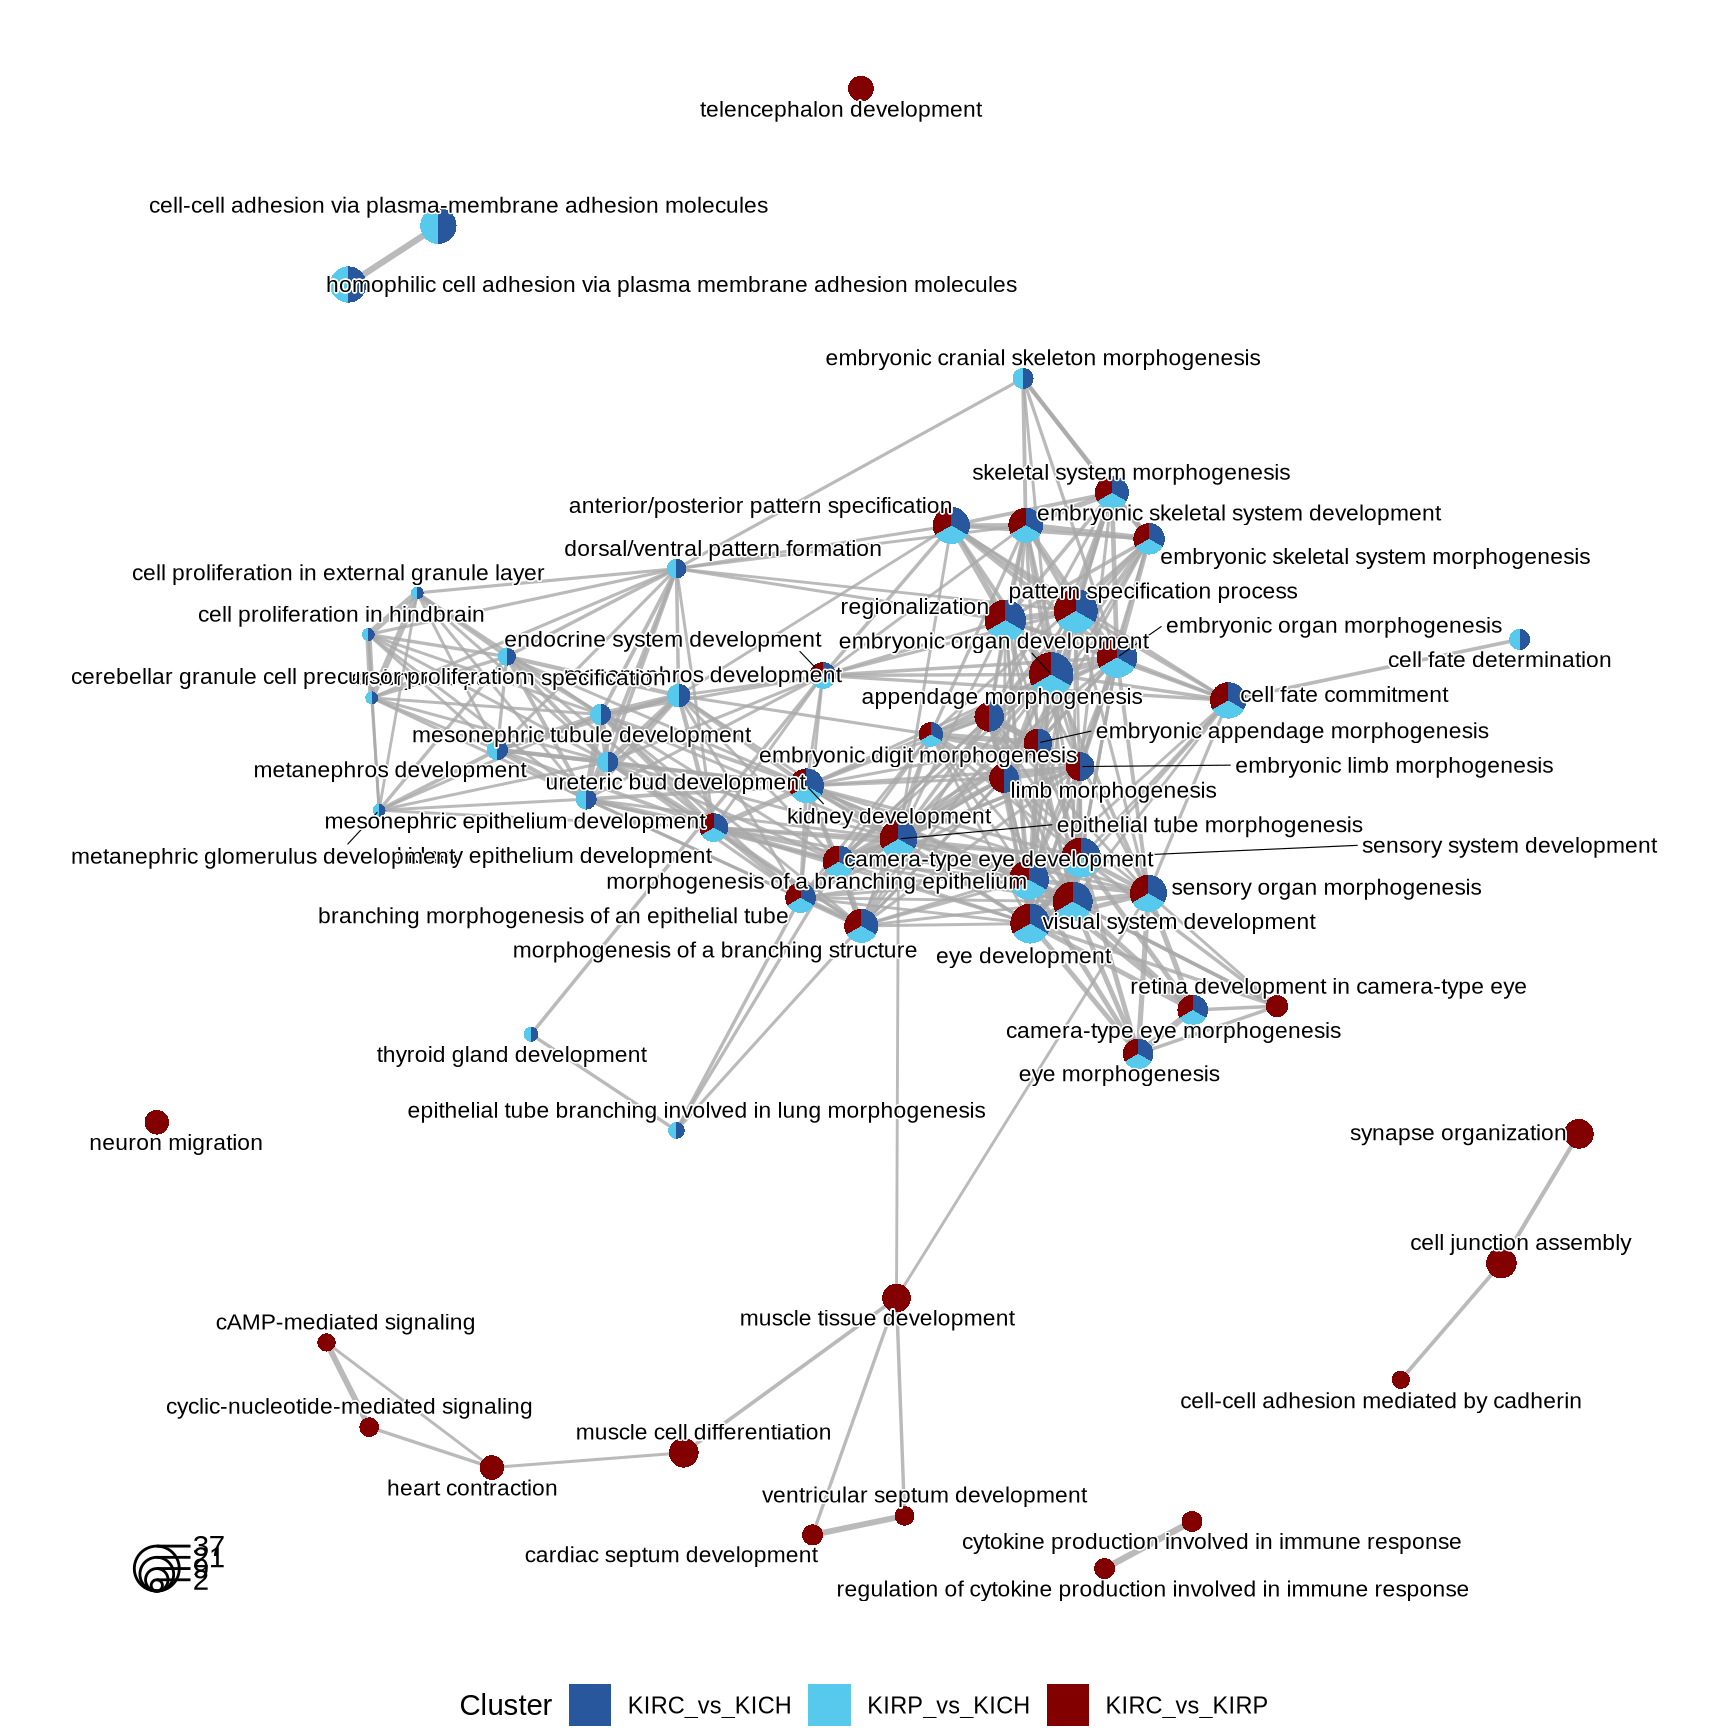 telencephalon development
cell-cell adhesion via plasma-membrane adhesion molecules
homophilic cell adhesion via plasma membrane adhesion molecules
embryonic cranial skeleton morphogenesis
skeletal system morphogenesis
anterior/posterior pattern specification
embryonic skeletal system development
dorsal/ventral pattern formation
embryonic skeletal system morphogenesis
cell proliferation in external granule layer
pattern specification process
regionalization
cell proliferation in hindbrain
embryonic organ morphogenesis
endocrine system development
embryonic organ development
cell fate determination
cerebellar granule cell precursor proliferation
specification
development
cell fate commitment
appendage morphogenesis
mesonephric tubule development
embryonic appendage morphogenesis
embryonic digit morphogenesis
embryonic limb morphogenesis
metanephros development
ureteric bud development
limb morphogenesis
kidney development
mesonephric epithelium development
epithelial tube morphogenesis
sensory system development
metanephric glomerulus development
epithelium development
camera-type eye development
morphogenesis of a branching epithelium
sensory organ morphogenesis
branching morphogenesis of an epithelial tube
visual system development
morphogenesis of a branching structure
eye development
retina development in camera-type eye
camera-type eye morphogenesis
thyroid gland development
eye morphogenesis
epithelial tube branching involved in lung morphogenesis
neuron migration
synapse organization
cell junction assembly
muscle tissue development
cAMP-mediated signaling
cell-cell adhesion mediated by cadherin
cyclic-nucleotide-mediated signaling
muscle cell differentiation
heart contraction
ventricular septum development
cytokine production involved in immune response
cardiac septum development
regulation of cytokine production involved in immune response
37
21
2
Cluster KIRC_vs_KICH KIRP_vs_KICH KIRC_vs_KIRP